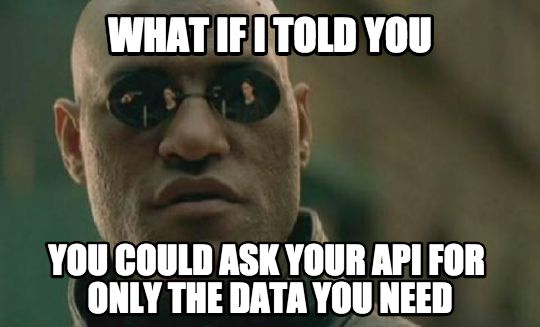 WHAT IF I TOLD YOU
YOU COULD ASK YOUR API FOR
ONLY THE DATA YOU NEED